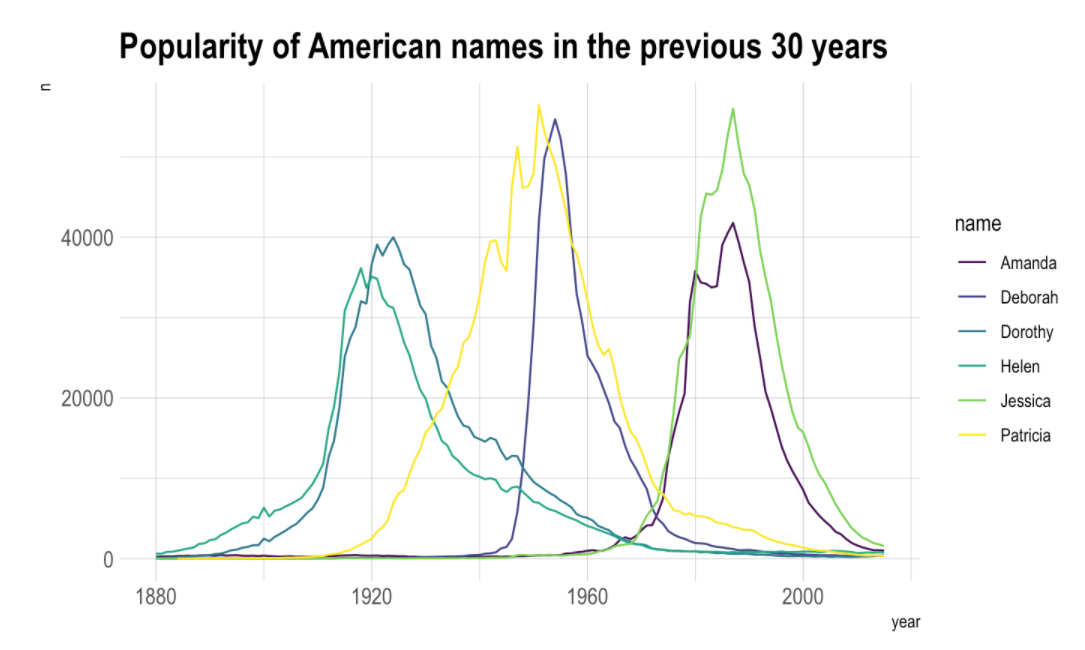 Popularity of American names in the previous 30 years
n
40000
20000
0
1880 1920 1960 2000
year
name
Amanda
Deborah
Dorothy
Helen
Jessica
Patricia